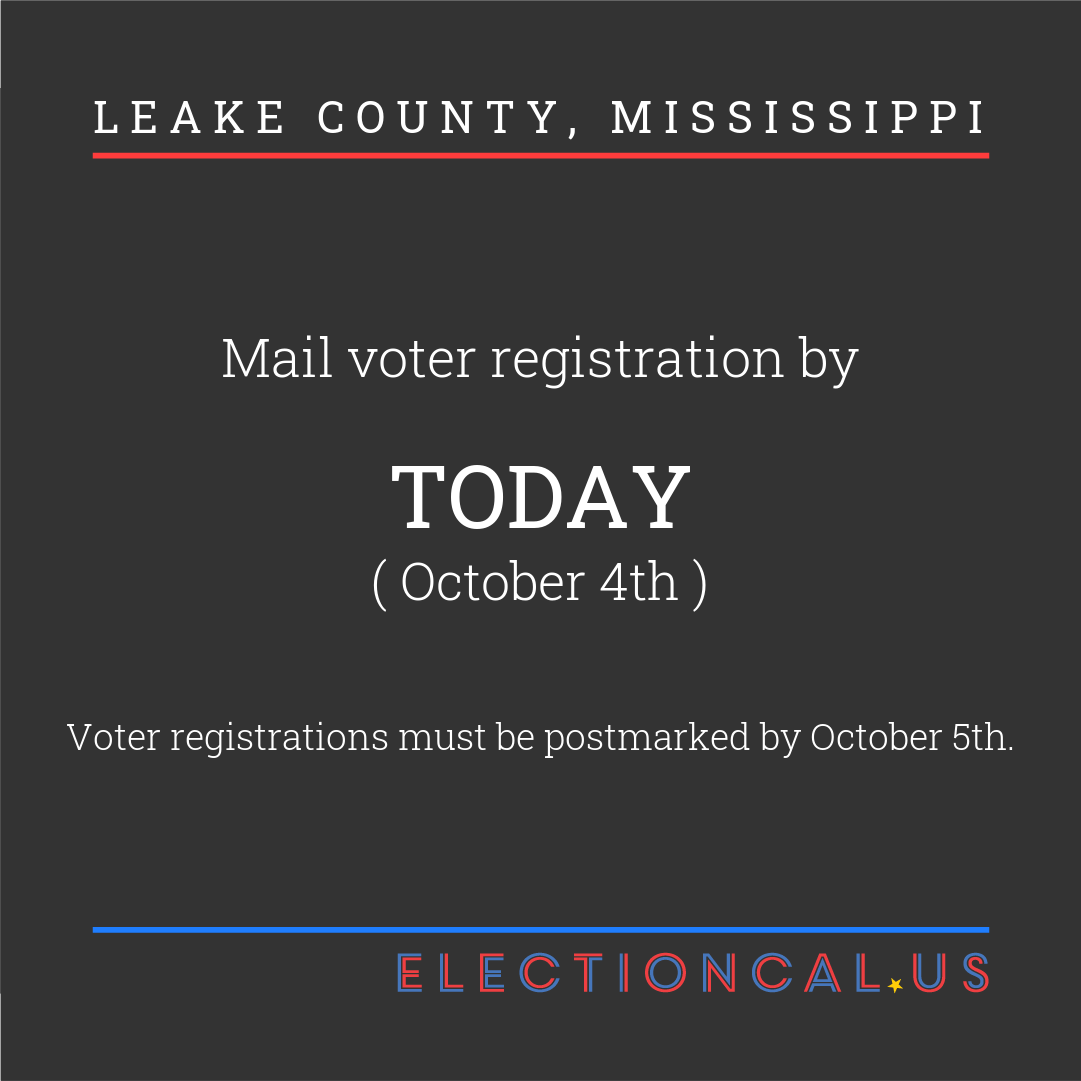 LEAKE COUNTY, MISSISSIPPI
Mail voter registration by
TODAY
( October 4th )
Voter registrations must be postmarked by October 5th.
ELECTIONCAL.US